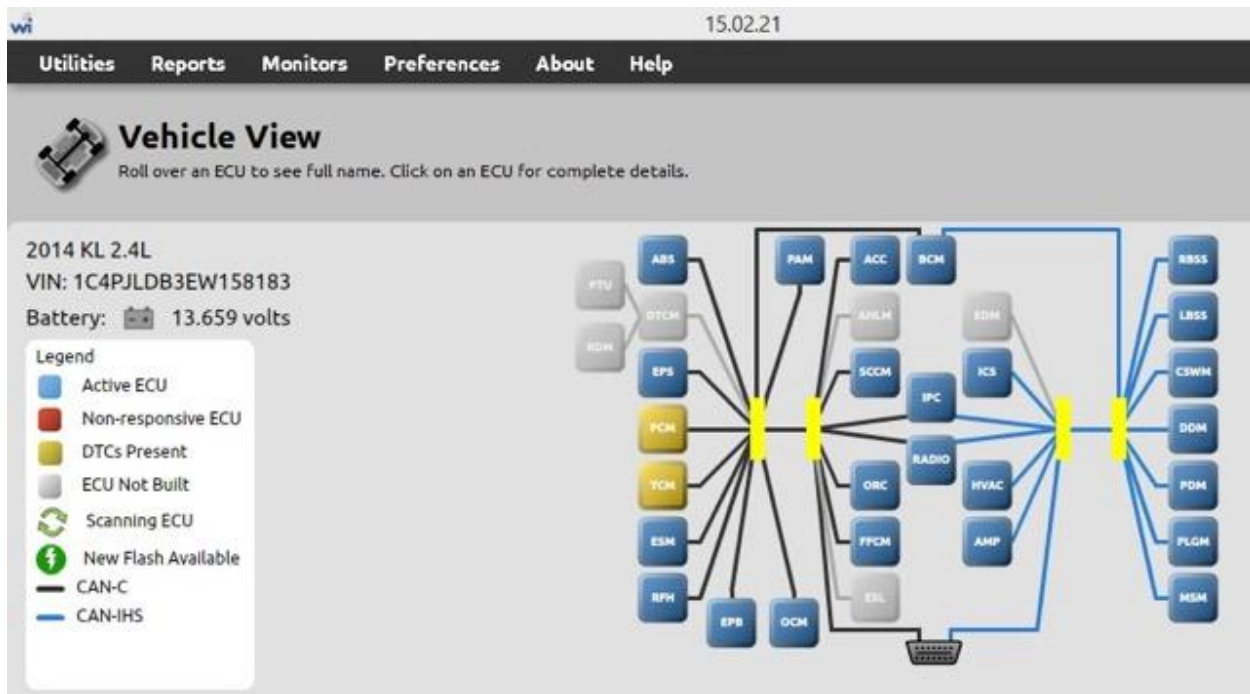 wi
15.02.21
Utilities Reports Monitors Preferences About Help
Vehicle View
Roll over an ECU to see full name. Click on an ECU for complete details.
2014 KL 2.4L
VIN: 1C4PJLDB3EW158183
Battery: 13.659 volts
Legend
Active ECU
Non-responsive ECU
DTCs Present
ECU Not Built
Scanning ECU
New Flash Available
CAN-C
CAN-IHS
ABS
PAM
ACC
BCM
RBSS
PTU
DTCM
AHLM
EDM
LBSS
RDM
EPS
SCCM
IPC
ICS
CSWM
PCM
RADIO
DDM
TCM
ORC
HVAC
PDM
ESM
FFCM
AMP
PLGM
RFH
EPB
OCM
MSM